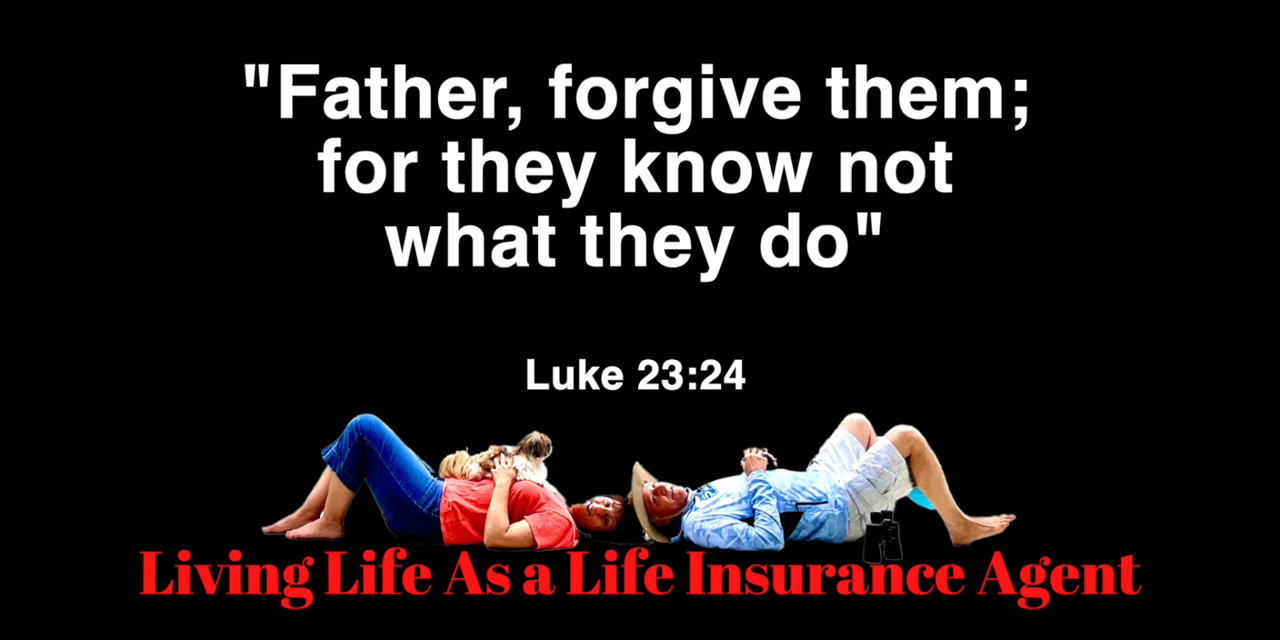 "Father, forgive them;
for they know not
what they do"
Luke 23:24
Living Life As a Life Insurance Agent